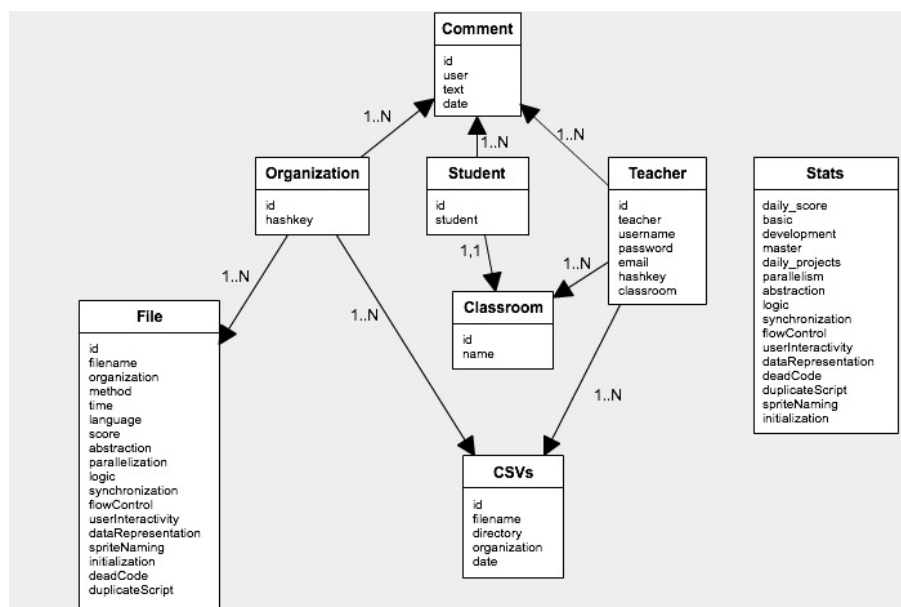 Comment
id
user
text
date
1..N
1..N
1..N
Organization
id
hashkey
Student
id
student
Teacher
id
teacher
username
password
email
hashkey
classroom
Stats
daily_score
basic
development
master
daily_projects
parallelism
abstraction
logic
synchronization
flowControl
userInteractivity
dataRepresentation
deadCode
duplicateScript
spriteNaming
initialization
1..N
1,1
1..N
1..N
1..N
Classroom
id
name
File
id
filename
organization
method
time
language
score
abstraction
parallelization
logic
synchronization
flowControl
userInteractivity
dataRepresentation
spriteNaming
initialization
deadCode
duplicateScript
CSVs
id
filename
directory
organization
date